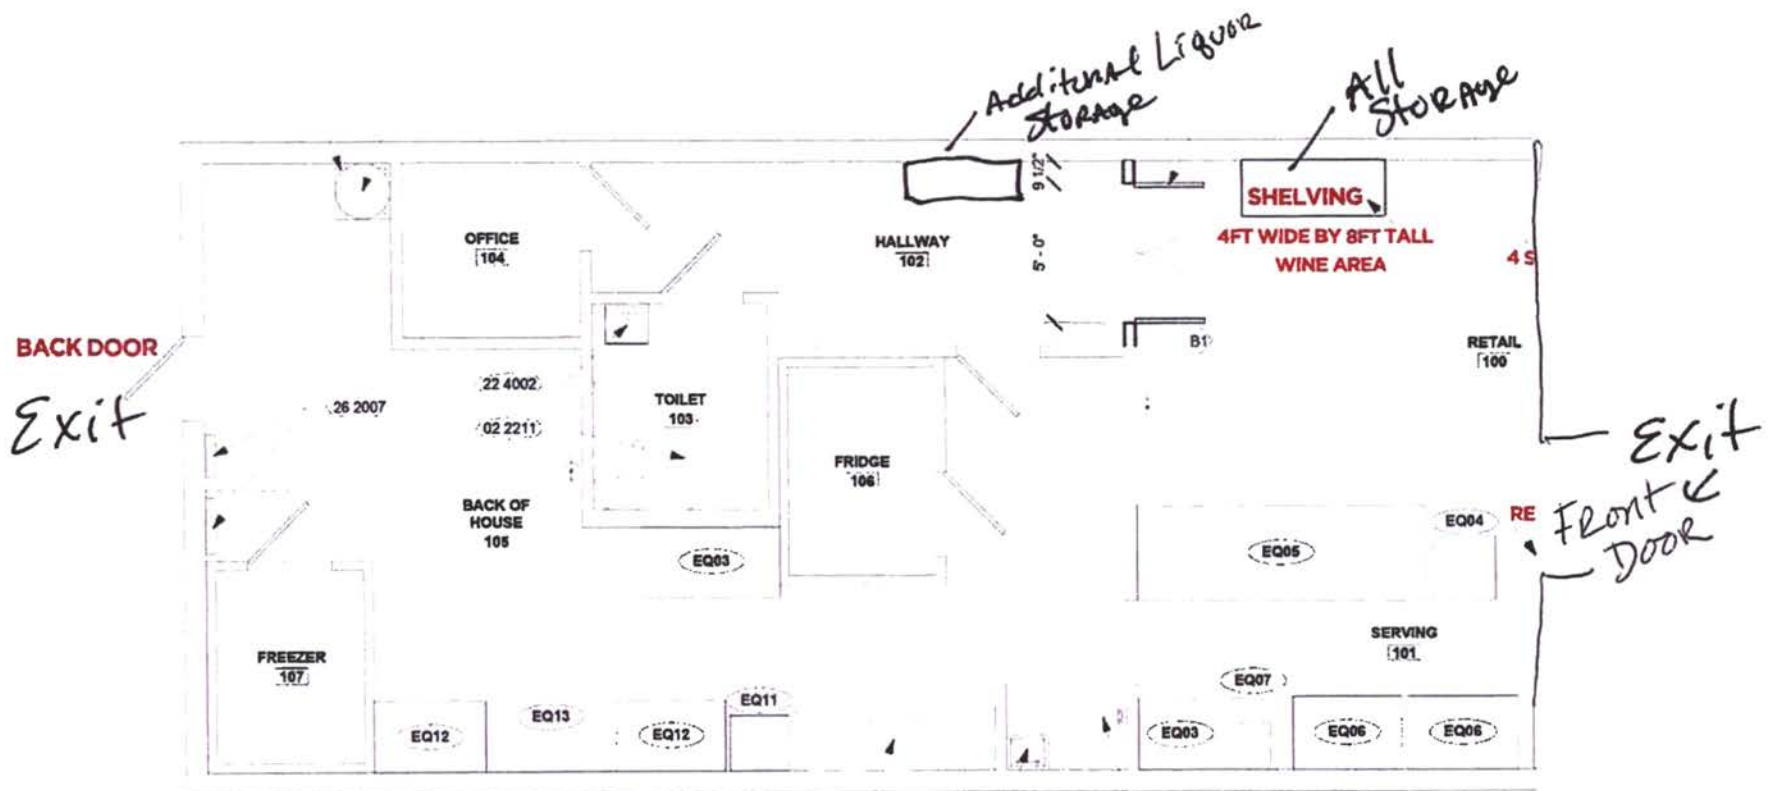 Additunal Liquor
Storage
All
Storage
9 1/2"
SHELVING
4FT WIDE BY 8FT TALL
WINE AREA
4 S
OFFICE
104
HALLWAY
102
5' - 0"
BACK DOOR
Exit
B1
RETAIL
100
22 4002
26 2007
02 2211
TOILET
103
FRIDGE
106
Exit
Front
Door
RE
BACK OF
HOUSE
105
EQ03
EQ05
EQ04
SERVING
101
FREEZER
107
EQ07
EQ11
EQ12
EQ13
EQ12
EQ03
EQ06
EQ06